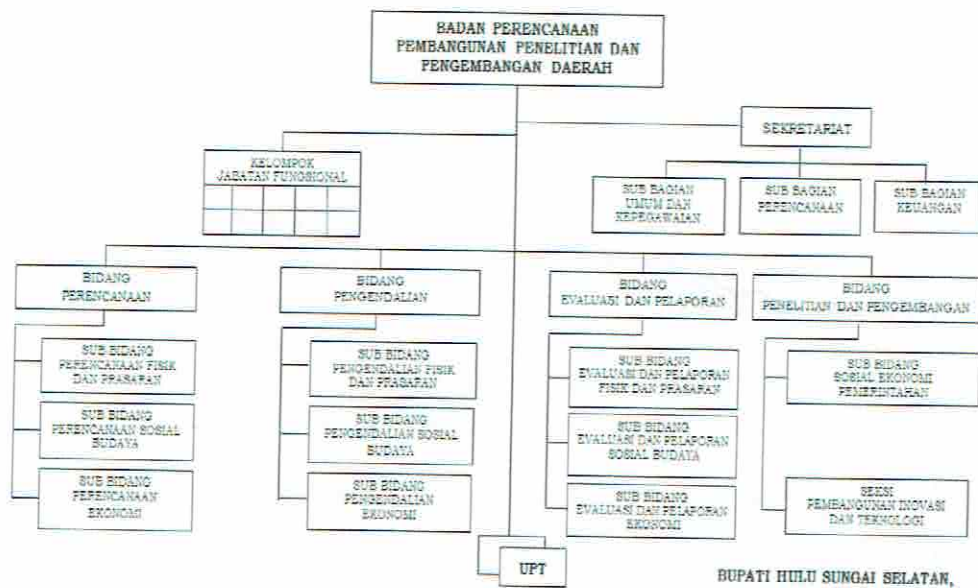 BADAN PERENCANAAN
PEMBANGUNAN PENELITIAN DAN
PENGEMBANGAN DAERAH
SEKRETARIAT
KELOMPOK
JABATAN FUNGSIONAL
SUB BAGIAN
UMUM DAN
KEPEGAWAIAN
SUB BAGIAN
PERENCANAAN
SUB BAGIAN
KEUANGAN
BIDANG
PERENCANAAN
BIDANG
PENGENDALIAN
BIDANG
EVALUASI DAN PELAPORAN
BIDANG
PENELITIAN DAN PENGEMBANGAN
SUB BIDANG
PERENCANAAN FISIK
DAN PRASARAN
SUB BIDANG
PERENCANAAN SOSIAL
BUDAYA
SUB BIDANG
PERENCANAAN
EKONOMI
SUB BIDANG
PENGENDALIAN FISIK
DAN PRASARAN
SUB BIDANG
PENGENDALIAN SOSIAL
BUDAYA
SUB BIDANG
PENGENDALIAN
EKONOMI
SUB BIDANG
EVALUASI DAN PELAPORAN
FISIK DAN PRASARAN
SUB BIDANG
EVALUASI DAN PELAPORAN
SOSIAL BUDAYA
SUB BIDANG
EVALUASI DAN PELAPORAN
EKONOMI
SUB BIDANG
SOSIAL EKONOMI
PEMERINTAHAN
SEKSI
PEMBANGUNAN INOVASI
DAN TEKNOLOGI
UPT
BUPATI HULU SUNGAI SELATAN,